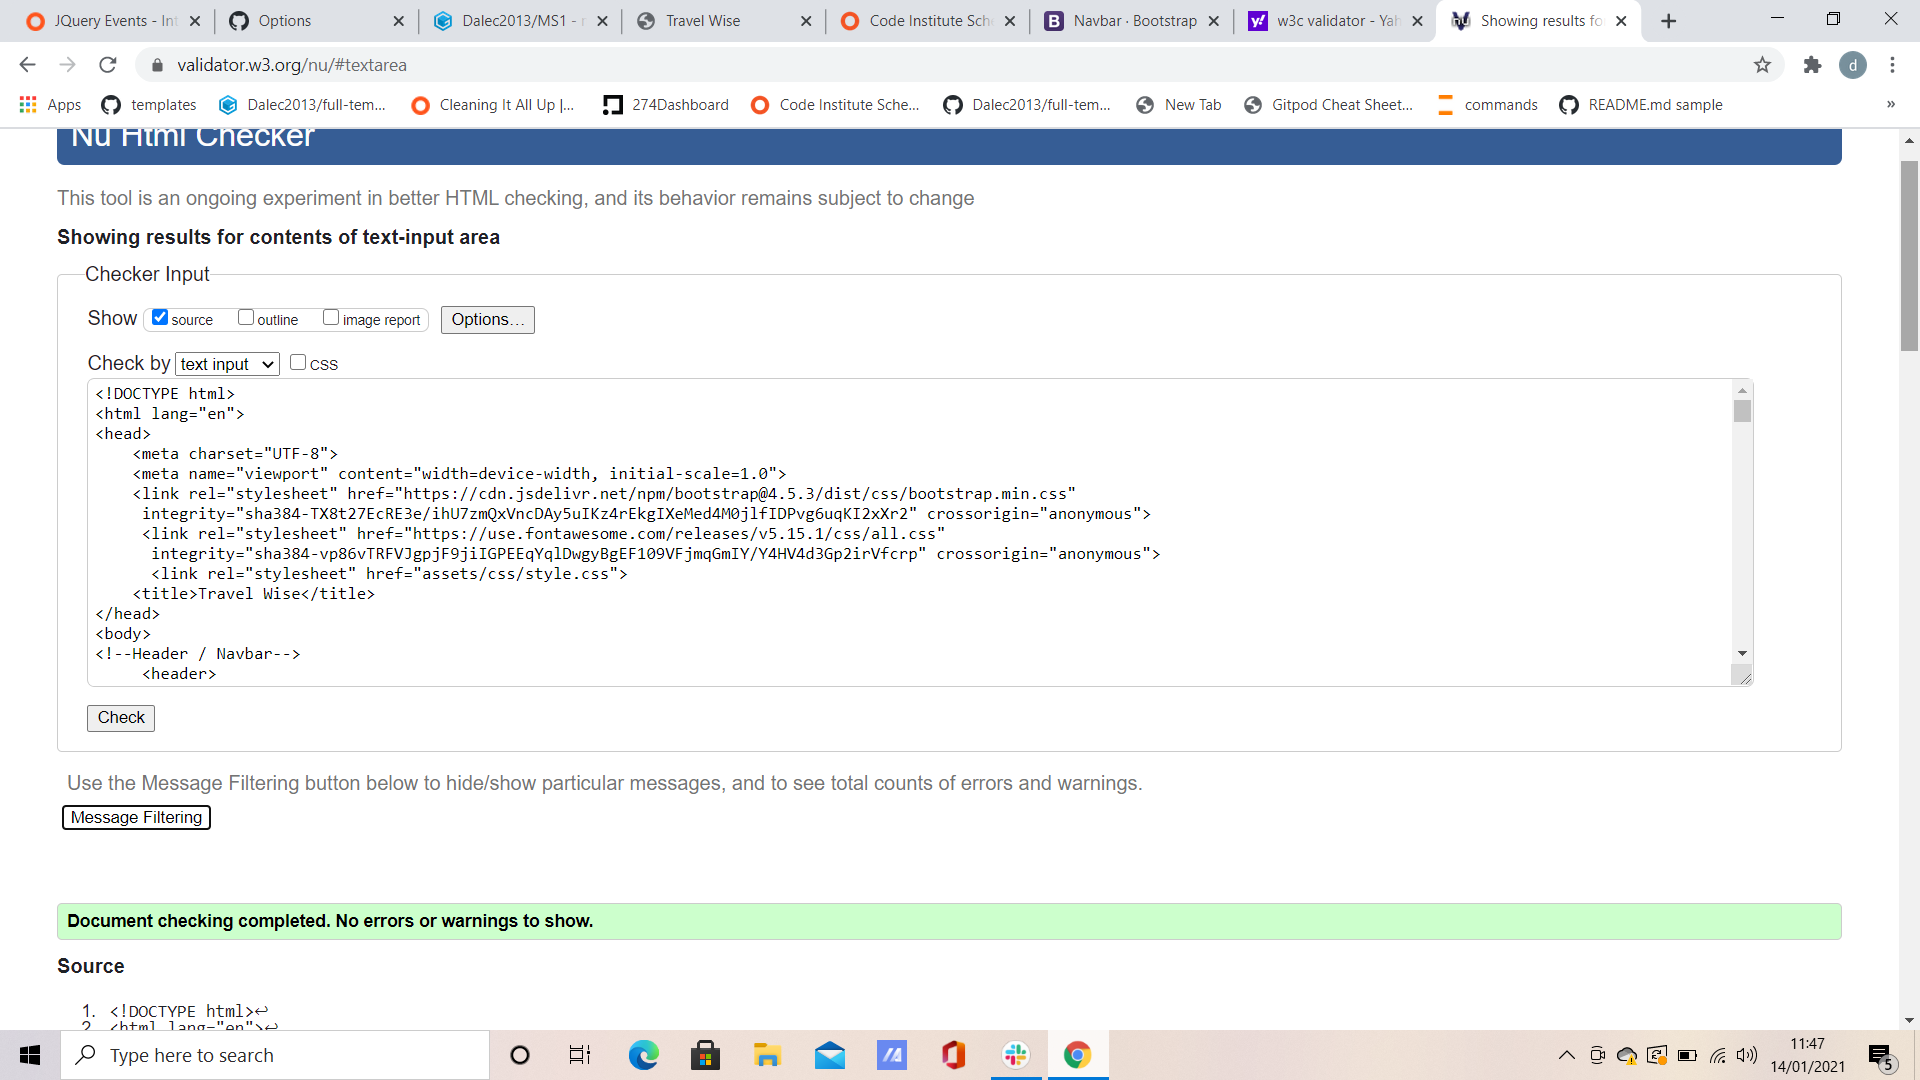 JQuery Events - Int
Options
Dalec2013/MS1 -
Travel Wise
Code Institute Sch
Navbar · Bootstrap
w3c validator - Yah
Showing results fo
validator.w3.org/nu/#textarea
d
Apps
templates
Dalec2013/full-tem...
Cleaning It All Up |...
274Dashboard
Code Institute Sche...
Dalec2013/full-tem...
New Tab
Gitpod Cheat Sheet...
commands
README.md sample
»
Nu Html Checker
This tool is an ongoing experiment in better HTML checking, and its behavior remains subject to change
Showing results for contents of text-input area
Checker Input
Show source outline image report Options...
Check by text input CSS
<!DOCTYPE html>
<html lang="en">
<head>
<meta charset="UTF-8">
<meta name="viewport" content="width=device-width, initial-scale=1.0">
<link rel="stylesheet" href="https://cdn.jsdelivr.net/npm/bootstrap@4.5.3/dist/css/bootstrap.min.css"
integrity="sha384-TX8t27EcRE3e/ihU7zmQxVncDAy5uIKz4rEkgIXeMed4M0jlfIDPvg6uqKI2xXr2" crossorigin="anonymous">
<link rel="stylesheet" href="https://use.fontawesome.com/releases/v5.15.1/css/all.css"
integrity="sha384-vp86vTRFVJgpjF9jiIGPEEqYqlDwgyBgEF109VFjmqGmIY/Y4HV4d3Gp2irVfcrp" crossorigin="anonymous">
<link rel="stylesheet" href="assets/css/style.css">
<title>Travel Wise</title>
</head>
<body>
<!--Header / Navbar-->
<header>
Check
Use the Message Filtering button below to hide/show particular messages, and to see total counts of errors and warnings.
Message Filtering
Document checking completed. No errors or warnings to show.
Source
1. <!DOCTYPE html>↩
2. <html lang="en">↩
Type here to search
11:47
14/01/2021
5